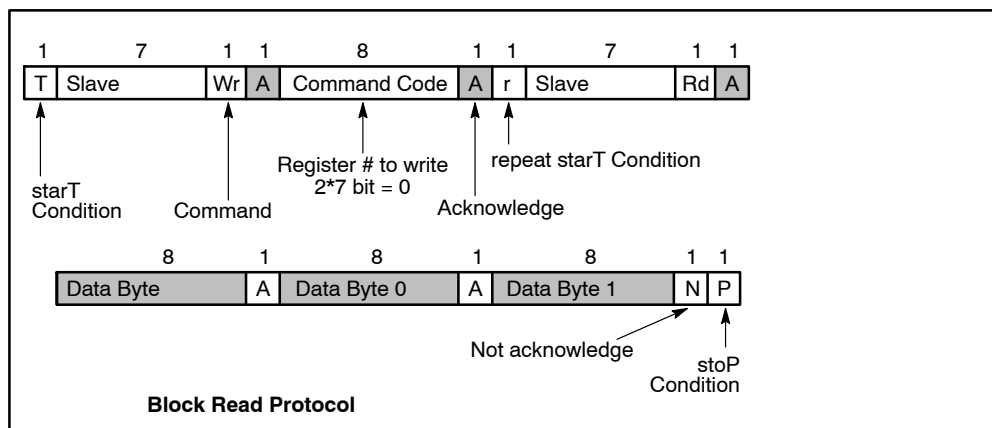 1 7 1 1 8 1 1 7 1 1
T Slave Wr A Command Code A r Slave Rd A
starT
Condition
Command
Register # to write
2*7 bit = 0
Acknowledge
repeat starT Condition
8 1 8 1 8 1 1
Data Byte A Data Byte 0 A Data Byte 1 N P
Not acknowledge
stoP
Condition
Block Read Protocol